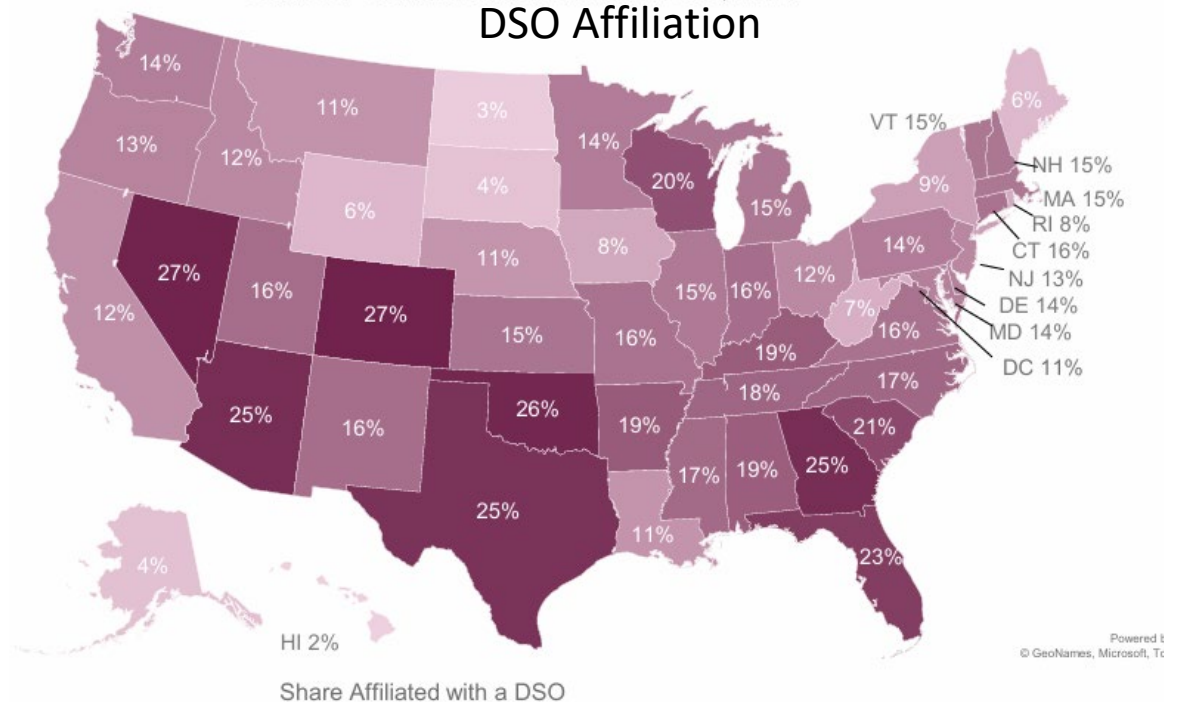 DSO Affiliation
14%
11%
3%
14%
6%
VT 15%
13%
12%
4%
20%
15%
9%
NH 15%
MA 15%
RI 8%
CT 16%
NJ 13%
DE 14%
MD 14%
DC 11%
6%
11%
8%
14%
12%
27%
16%
27%
15%
16%
15%
16%
12%
7%
16%
19%
25%
16%
26%
19%
18%
17%
21%
25%
11%
17%
19%
25%
23%
4%
HI 2%
Powered
© GeoNames, Microsoft,
Share Affiliated with a DSO